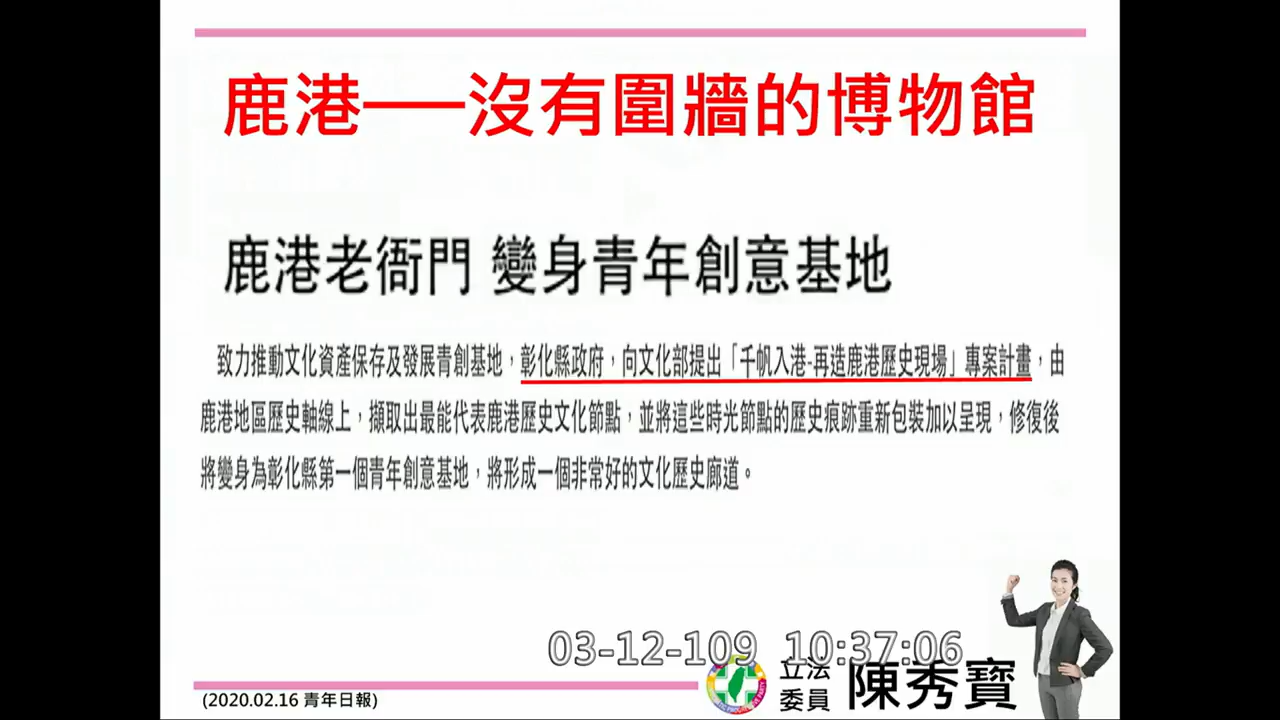 鹿港──沒有圍牆的博物館
鹿港老衙門 變身青年創意基地
致力推動文化資產保存及發展青創基地，彰化縣政府，向文化部提出「千帆入港-再造鹿港歷史現場」專案計畫，由
鹿港地區歷史軸線上，擷取出最能代表鹿港歷史文化節點，並將這些時光節點的歷史痕跡重新包裝加以呈現，修復後
將變身為彰化縣第一個青年創意基地，將形成一個非常好的文化歷史廊道。
03-12-109 10:37:06
(2020.02.16 青年日報)
立法
委員 陳秀寳